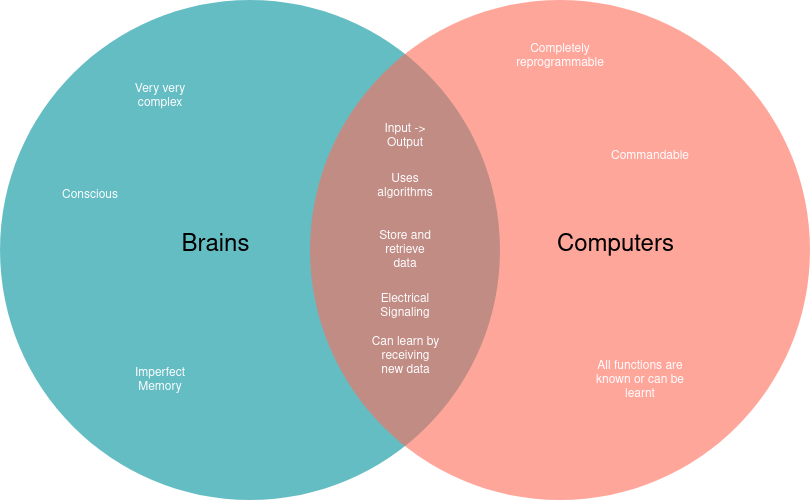 Completely
reprogrammable
Very very
complex
Input ->
Output
Commandable
Uses
algorithms
Conscious
Brains
Store and
retrieve
data
Computers
Electrical
Signaling
Can learn by
receiving
new data
Imperfect
Memory
All functions are
known or can be
learnt